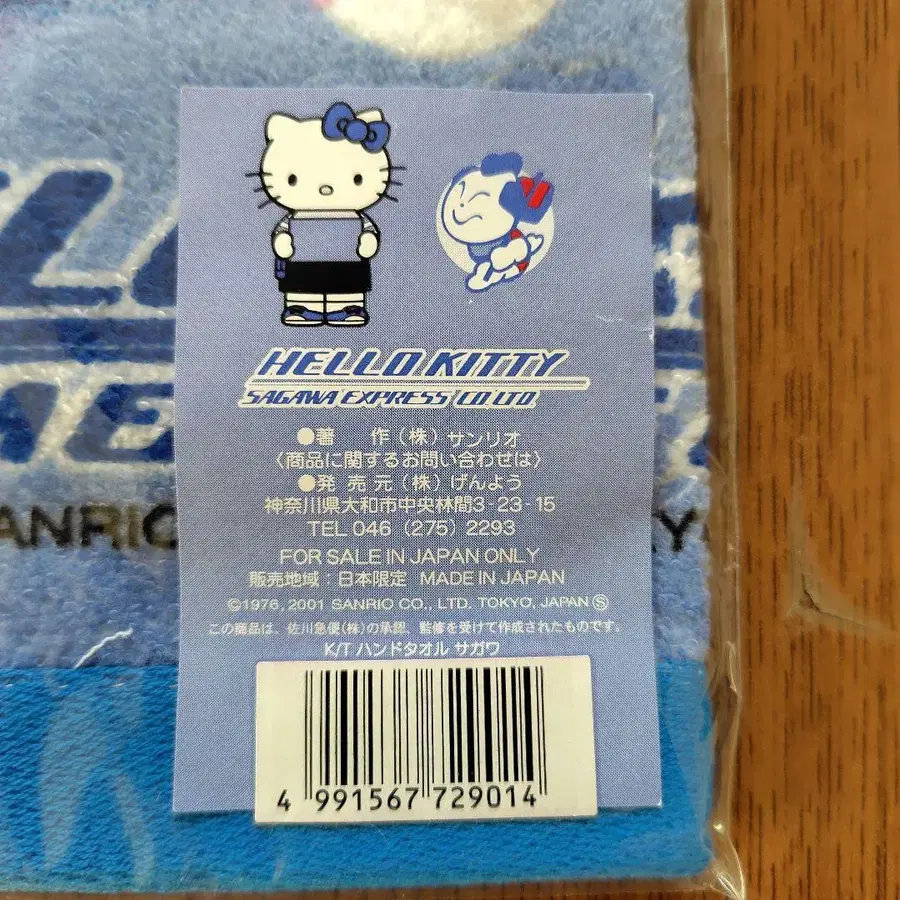 HELLO KITTY
SAGAWA EXPRESS CO.,LTD.
●著 作(株)サンリオ
〈商品に関するお問い合わせは〉
●発 売 元(株)げんよう
神奈川県大和市中央林間3-23-15
TEL 046(275)2293
FOR SALE IN JAPAN ONLY
販売地域:日本限定 MADE IN JAPAN
©1976, 2001 SANRIO CO., LTD. TOKYO, JAPAN Ⓢ
この商品は、佐川急便(株)の承認、監修を受けて作成されたものです。
K/T ハンドタオル サガワ
4 991567 729014
ANRIO